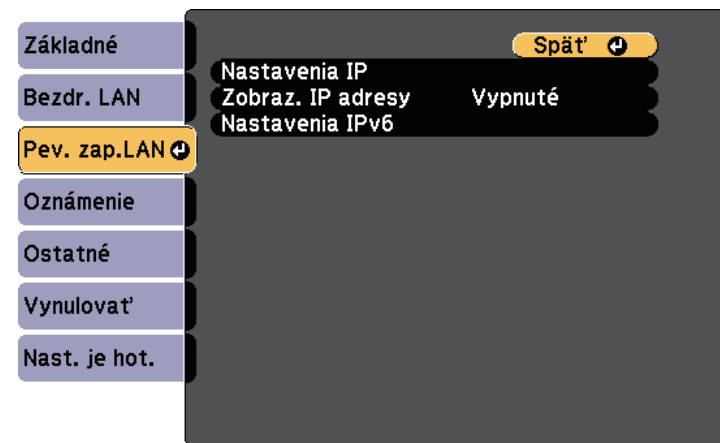 Základné
Bezdr. LAN
Pev. zap.LAN
Oznámenie
Ostatné
Vynulovať
Nast. je hot.
Späť
Nastavenia IP
Zobraz. IP adresy Vypnuté
Nastavenia IPv6